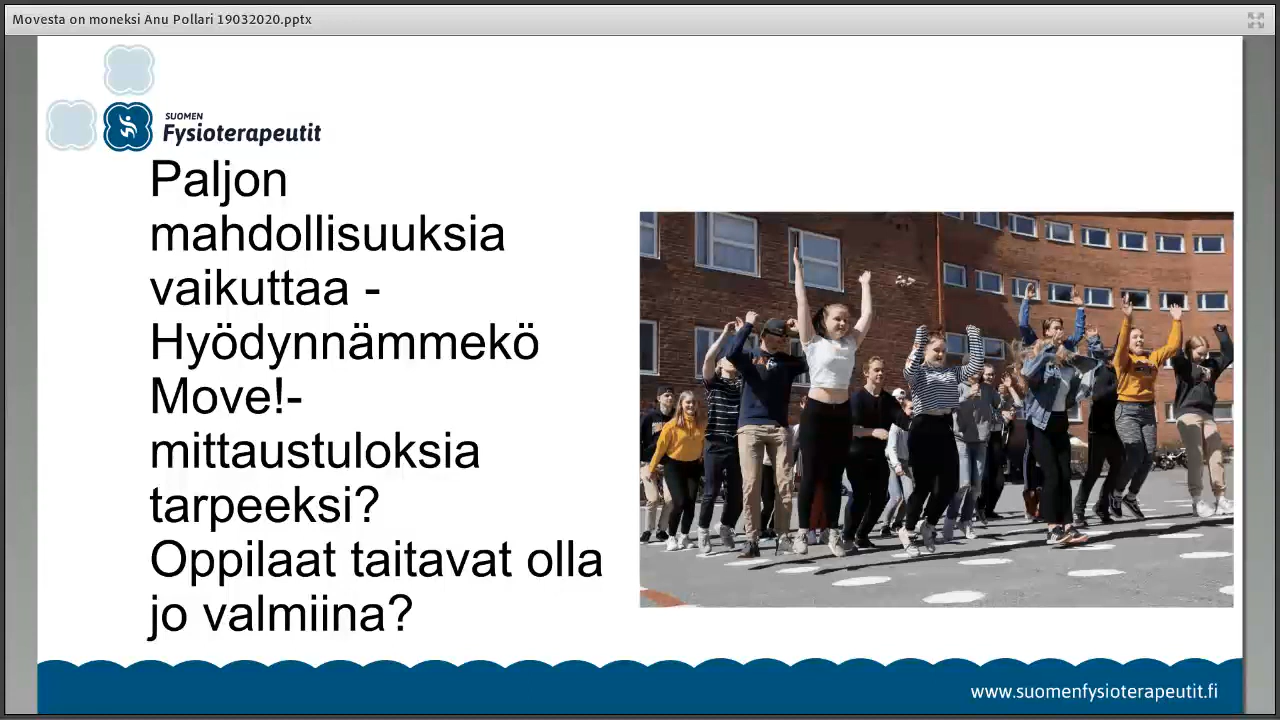 Movesta on moneksi Anu Pollari 19032020.pptx
SUOMEN
Fysioterapeutit
Paljon
mahdollisuuksia
vaikuttaa -
Hyödynnämmekö
Move!-
mittaustuloksia
tarpeeksi?
Oppilaat taitavat olla
jo valmiina?
www.suomenfysioterapeutit.fi